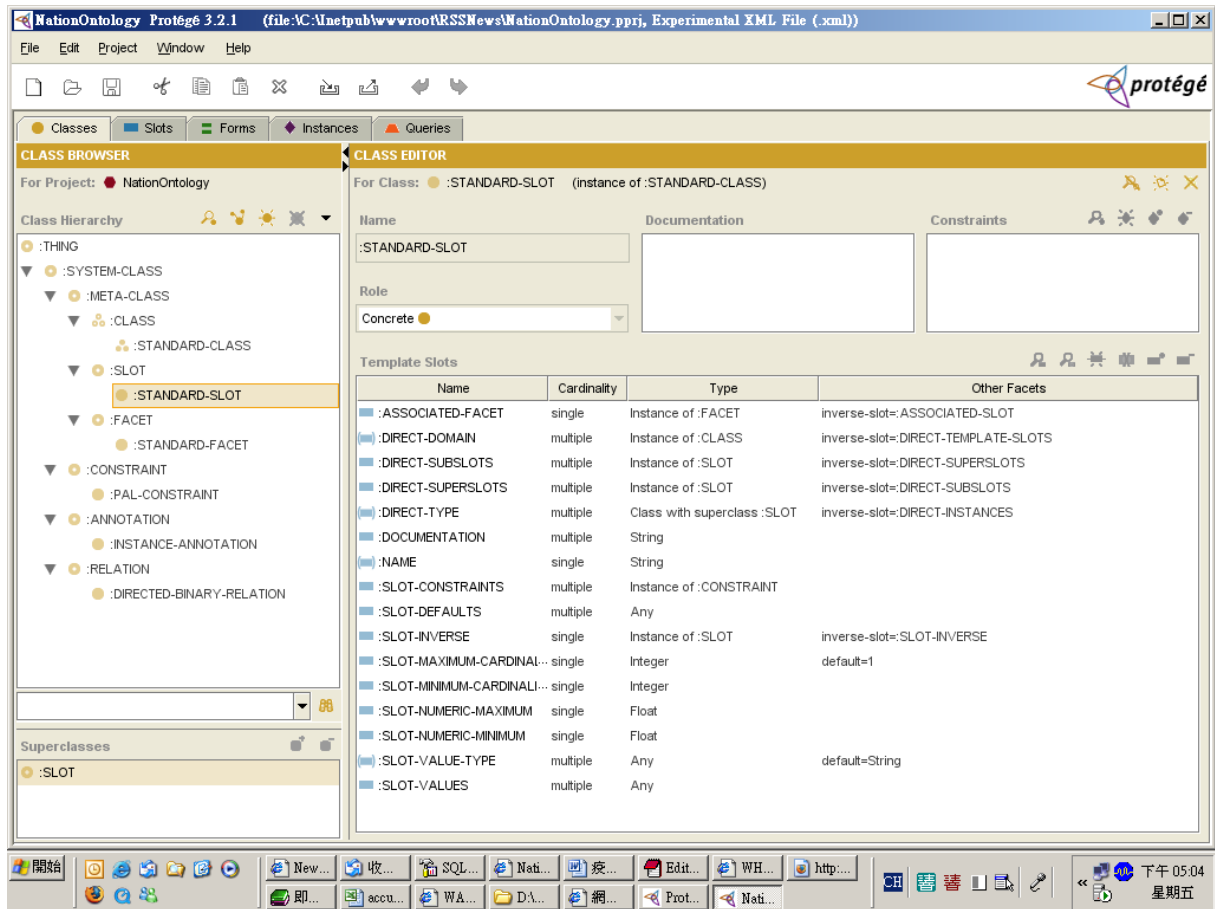 NationOntology Protégé 3.2.1 (file:\C:\Inetpub\wwwroot\RSSNews\NationOntology.pprj, Experimental XML File (.xml))
File Edit Project Window Help
protégé
Classes Slots Forms Instances Queries
CLASS BROWSER
For Project: NationOntology
Class Hierarchy
:THING
:SYSTEM-CLASS
:META-CLASS
:CLASS
:STANDARD-CLASS
:SLOT
:STANDARD-SLOT
:FACET
:STANDARD-FACET
:CONSTRAINT
:PAL-CONSTRAINT
:ANNOTATION
:INSTANCE-ANNOTATION
:RELATION
:DIRECTED-BINARY-RELATION
Superclasses
:SLOT
CLASS EDITOR
For Class: :STANDARD-SLOT (instance of :STANDARD-CLASS)
Name Documentation Constraints
:STANDARD-SLOT
Role
Concrete
Template Slots
Name Cardinality Type Other Facets
:ASSOCIATED-FACET single Instance of :FACET inverse-slot=:ASSOCIATED-SLOT
:DIRECT-DOMAIN multiple Instance of :CLASS inverse-slot=:DIRECT-TEMPLATE-SLOTS
:DIRECT-SUBSLOTS multiple Instance of :SLOT inverse-slot=:DIRECT-SUPERSLOTS
:DIRECT-SUPERSLOTS multiple Instance of :SLOT inverse-slot=:DIRECT-SUBSLOTS
:DIRECT-TYPE multiple Class with superclass :SLOT inverse-slot=:DIRECT-INSTANCES
:DOCUMENTATION multiple String
:NAME single String
:SLOT-CONSTRAINTS multiple Instance of :CONSTRAINT
:SLOT-DEFAULTS multiple Any
:SLOT-INVERSE single Instance of :SLOT inverse-slot=:SLOT-INVERSE
:SLOT-MAXIMUM-CARDINAL... single Integer default=1
:SLOT-MINIMUM-CARDINALI... single Integer
:SLOT-NUMERIC-MAXIMUM single Float
:SLOT-NUMERIC-MINIMUM single Float
:SLOT-VALUE-TYPE multiple Any default=String
:SLOT-VALUES multiple Any
開始 New... 收... SQL... Nati... 疫... Edit... WH... http:... CH 下午 05:04
即... accu... WA... D:\... 網... Prot... Nati... 星期五